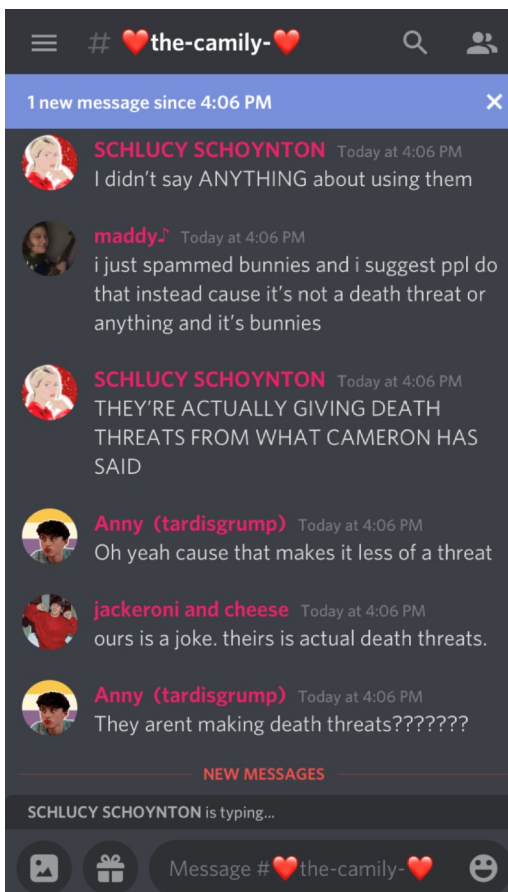 # ❤️the-camily-❤️
1 new message since 4:06 PM
SCHLUCY SCHOYNTON Today at 4:06 PM
I didn't say ANYTHING about using them
maddy♪ Today at 4:06 PM
i just spammed bunnies and i suggest ppl do
that instead cause it's not a death threat or
anything and it's bunnies
SCHLUCY SCHOYNTON Today at 4:06 PM
THEY'RE ACTUALLY GIVING DEATH
THREATS FROM WHAT CAMERON HAS
SAID
Anny (tardisgrump) Today at 4:06 PM
Oh yeah cause that makes it less of a threat
jackeroni and cheese Today at 4:06 PM
ours is a joke. theirs is actual death threats.
Anny (tardisgrump) Today at 4:06 PM
They arent making death threats???????
NEW MESSAGES
SCHLUCY SCHOYNTON is typing...
Message #❤️the-camily-❤️